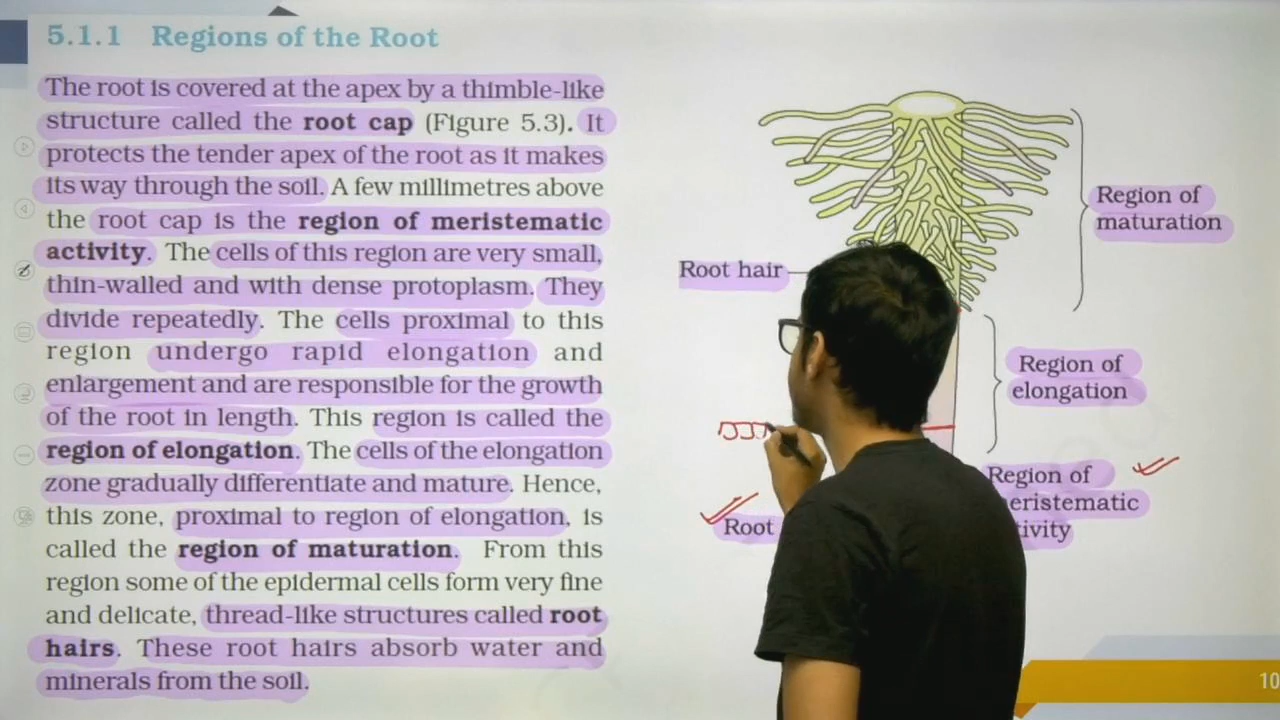 5.1.1 Regions of the Root
The root is covered at the apex by a thimble-like
structure called the root cap (Figure 5.3). It
protects the tender apex of the root as it makes
its way through the soil. A few millimetres above
the root cap is the region of meristematic
activity. The cells of this region are very small,
thin-walled and with dense protoplasm. They
divide repeatedly. The cells proximal to this
region undergo rapid elongation and
enlargement and are responsible for the growth
of the root in length. This region is called the
region of elongation. The cells of the elongation
zone gradually differentiate and mature. Hence,
this zone, proximal to region of elongation, is
called the region of maturation. From this
region some of the epidermal cells form very fine
and delicate, thread-like structures called root
hairs. These root hairs absorb water and
minerals from the soil.
Region of
maturation
Root hair
Region of
elongation
Region of
eristematic
tivity
Root
10